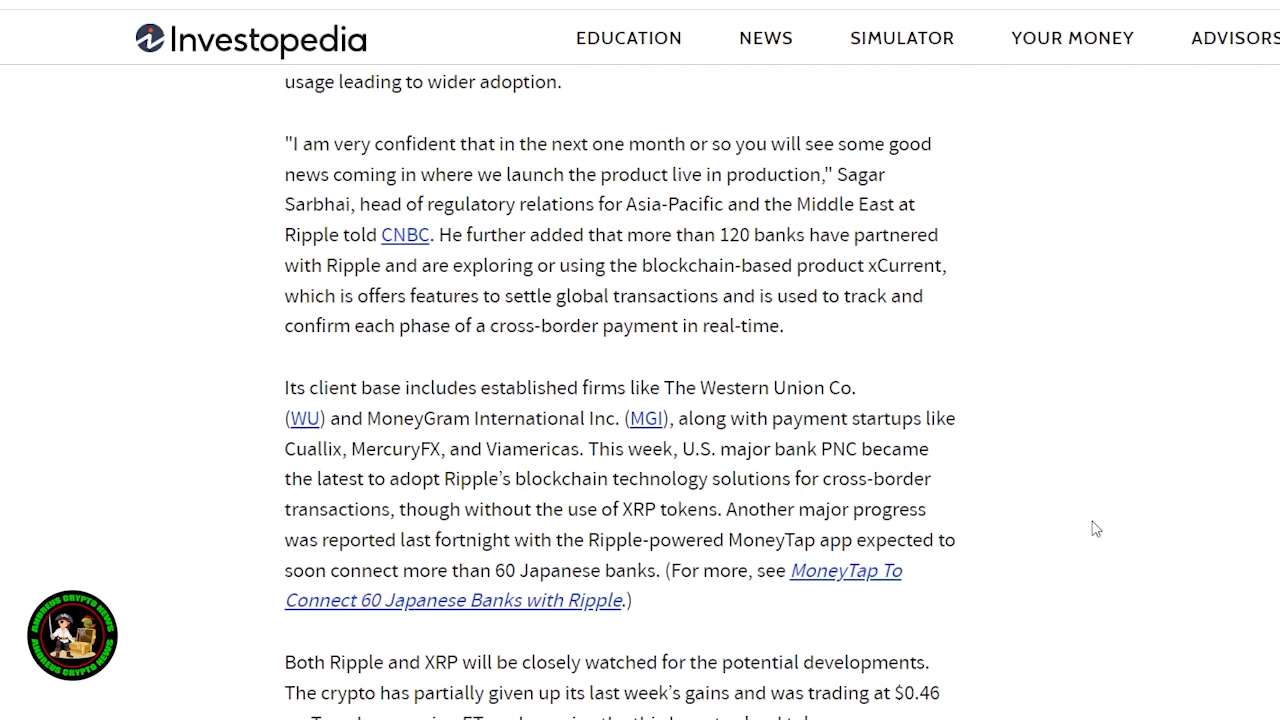 Investopedia
EDUCATION NEWS SIMULATOR YOUR MONEY ADVISORS
usage leading to wider adoption.
"I am very confident that in the next one month or so you will see some good
news coming in where we launch the product live in production," Sagar
Sarbhai, head of regulatory relations for Asia-Pacific and the Middle East at
Ripple told CNBC. He further added that more than 120 banks have partnered
with Ripple and are exploring or using the blockchain-based product xCurrent,
which is offers features to settle global transactions and is used to track and
confirm each phase of a cross-border payment in real-time.
Its client base includes established firms like The Western Union Co.
(WU) and MoneyGram International Inc. (MGI), along with payment startups like
Cuallix, MercuryFX, and Viamericas. This week, U.S. major bank PNC became
the latest to adopt Ripple’s blockchain technology solutions for cross-border
transactions, though without the use of XRP tokens. Another major progress
was reported last fortnight with the Ripple-powered MoneyTap app expected to
soon connect more than 60 Japanese banks. (For more, see MoneyTap To
Connect 60 Japanese Banks with Ripple.)
ANDREUS CRYPTO NEWS
ANDREUS CRYPTO NEWS
Both Ripple and XRP will be closely watched for the potential developments.
The crypto has partially given up its last week’s gains and was trading at $0.46